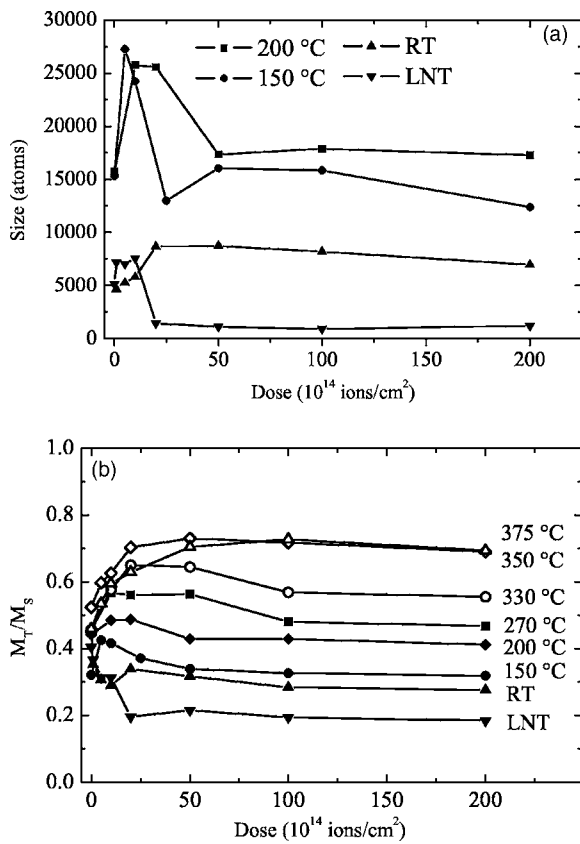 (a)
200 °C RT
150 °C LNT
30000
25000
20000
15000
10000
5000
0
Size (atoms)
0 50 100 150 200
Dose (10¹⁴ ions/cm²)
(b)
1.0
0.8
0.6
0.4
0.2
0.0
M_T/M_S
375 °C
350 °C
330 °C
270 °C
200 °C
150 °C
RT
LNT
0 50 100 150 200
Dose (10¹⁴ ions/cm²)